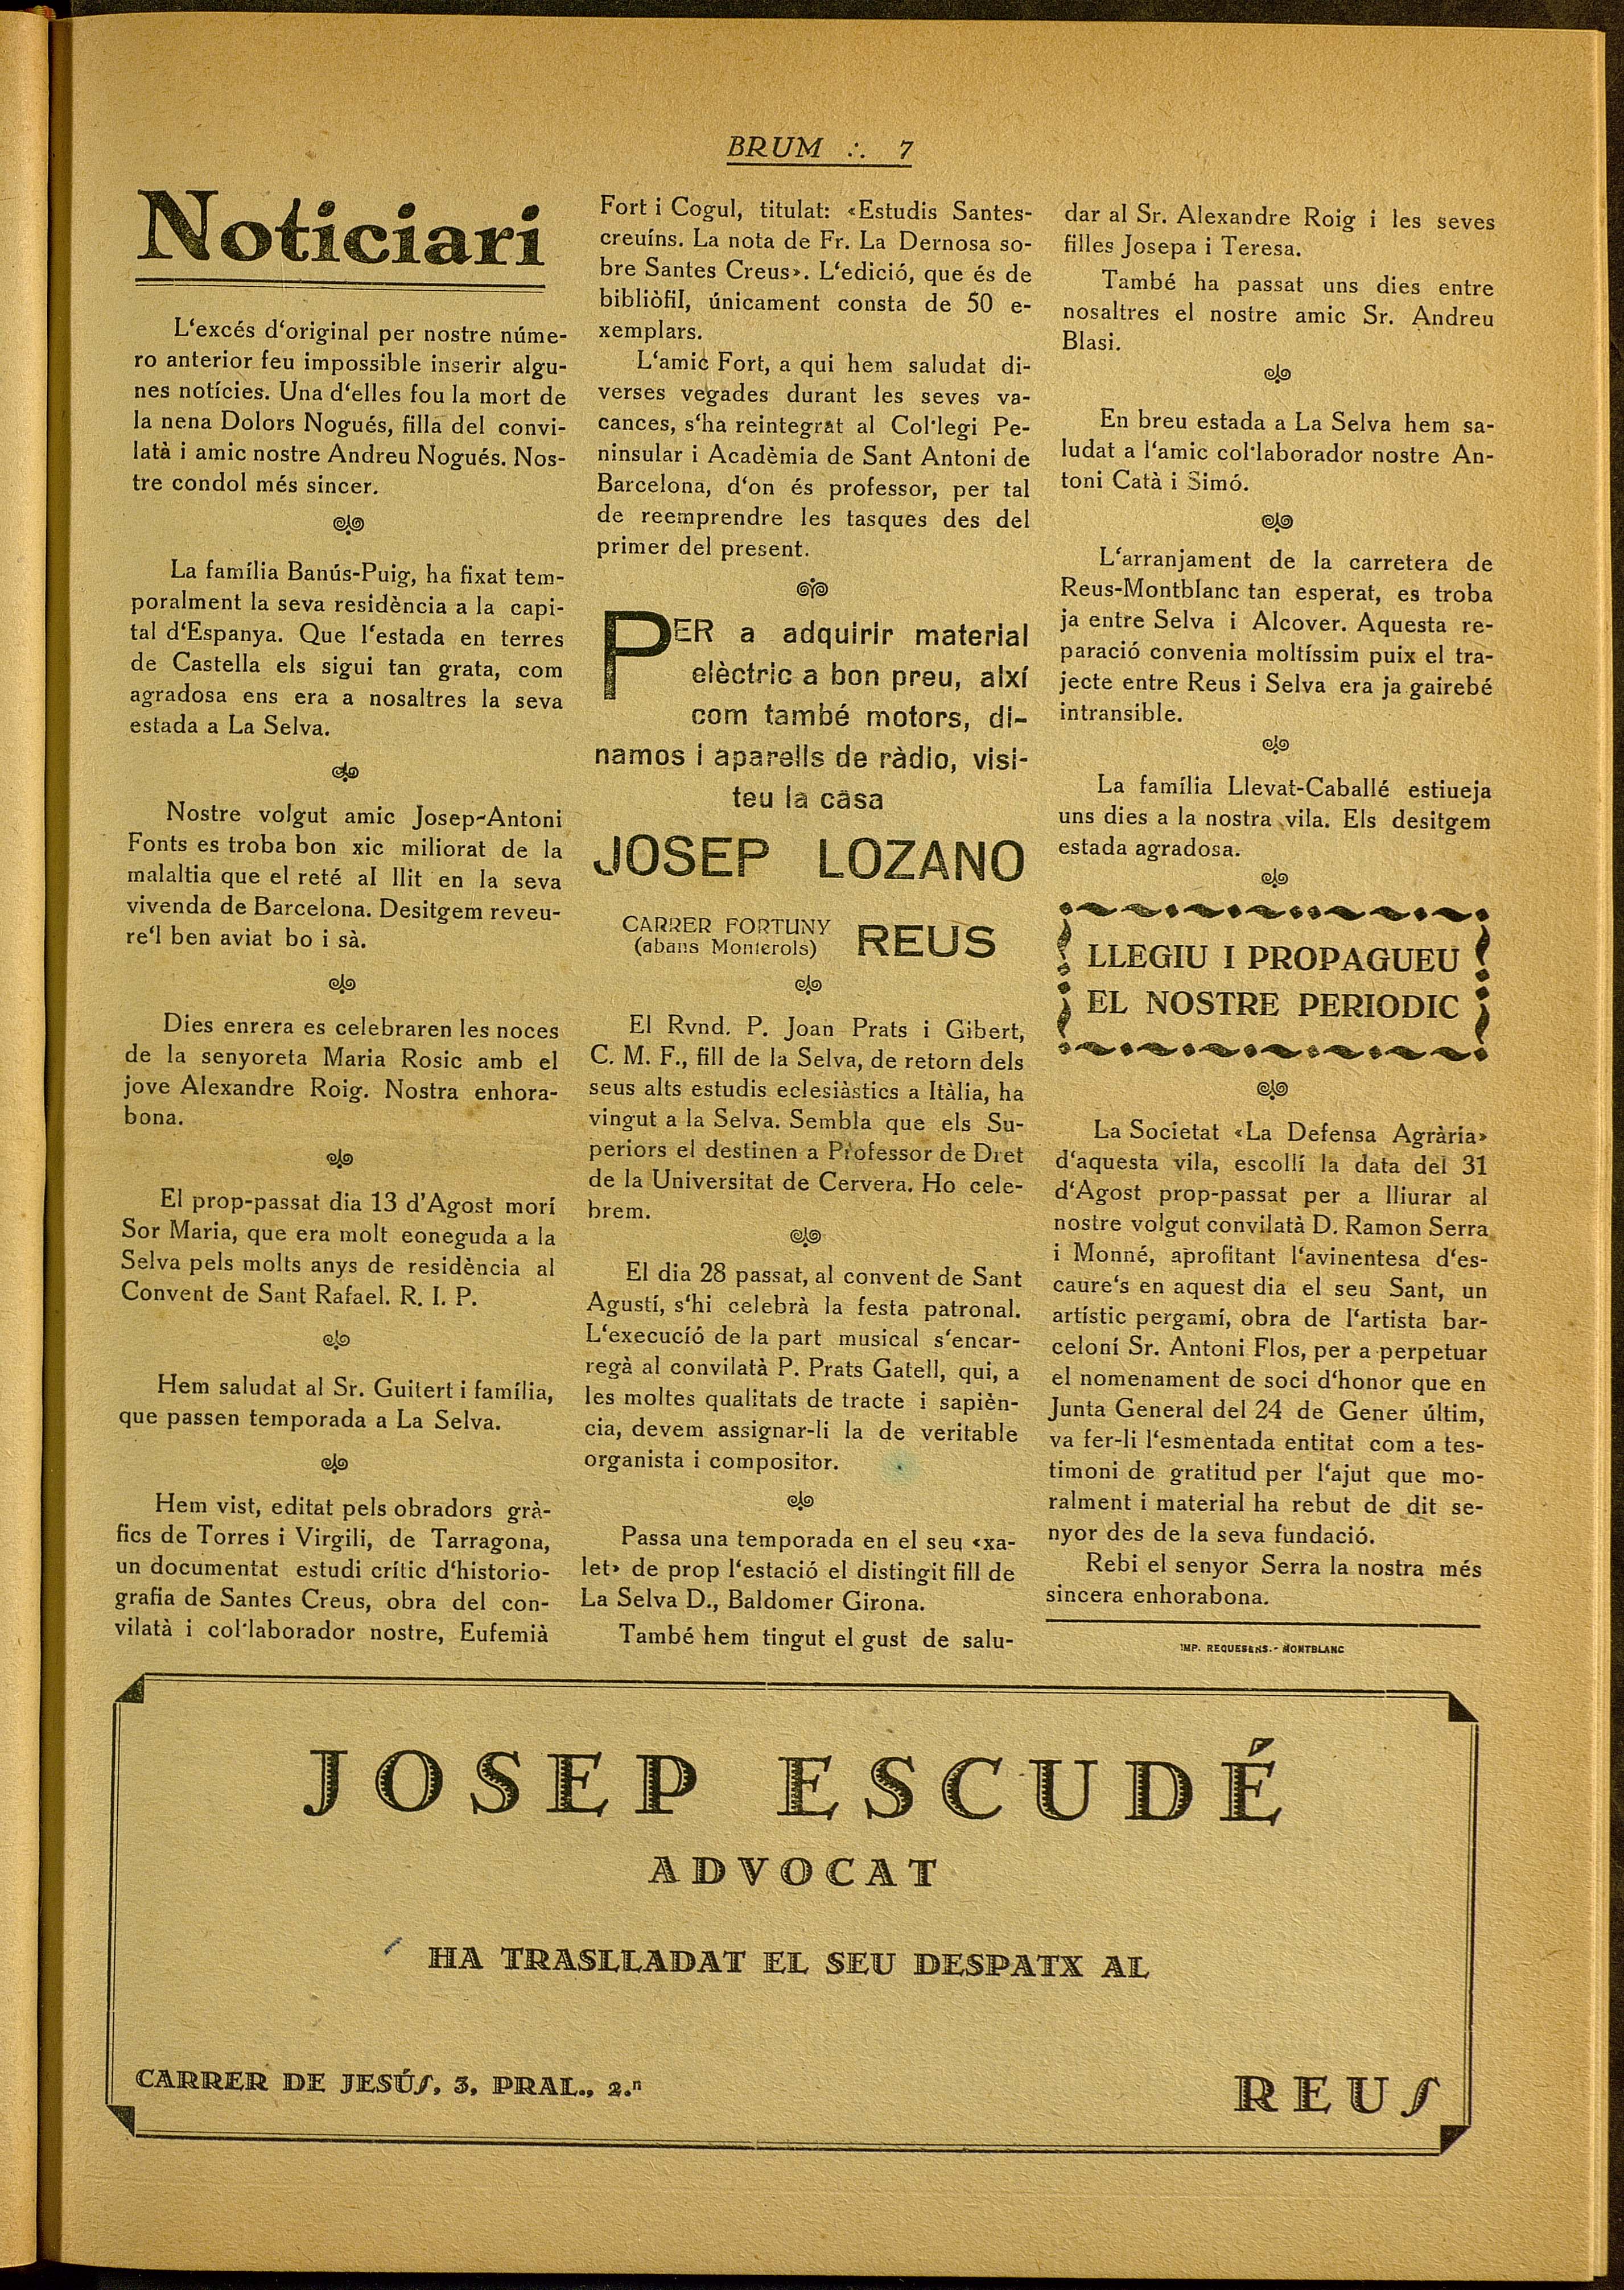 BRUM ∴ 7
Noticiari
L‘excés d‘original per nostre núme-
ro anterior feu impossible inserir algu-
nes notícies. Una d‘elles fou la mort de
la nena Dolors Nogués, filla del convi-
latà i amic nostre Andreu Nogués. Nos-
tre condol més sincer.
La família Banús-Puig, ha fixat tem-
poralment la seva residència a la capi-
tal d‘Espanya. Que l‘estada en terres
de Castella els sigui tan grata, com
agradosa ens era a nosaltres la seva
estada a La Selva.
Nostre volgut amic Josep-Antoni
Fonts es troba bon xic miliorat de la
malaltia que el reté al llit en la seva
vivenda de Barcelona. Desitgem reveu-
re‘l ben aviat bo i sà.
Dies enrera es celebraren les noces
de la senyoreta Maria Rosic amb el
jove Alexandre Roig. Nostra enhora-
bona.
El prop-passat dia 13 d’Agost morí
Sor Maria, que era molt eoneguda a la
Selva pels molts anys de residència al
Convent de Sant Rafael. R. I. P.
Hem saludat al Sr. Guitert i família,
que passen temporada a La Selva.
Hem vist, editat pels obradors grà-
fics de Torres i Virgili, de Tarragona,
un documentat estudi crític d‘historio-
grafia de Santes Creus, obra del con-
vilatà i col·laborador nostre, Eufemià
Fort i Cogul, titulat: «Estudis Santes-
creuíns. La nota de Fr. La Dernosa so-
bre Santes Creus». L‘edició, que és de
bibliòfil, únicament consta de 50 e-
xemplars.
L‘amic Fort, a qui hem saludat di-
verses vegades durant les seves va-
cances, s‘ha reintegrat al Col·legi Pe-
ninsular i Acadèmia de Sant Antoni de
Barcelona, d‘on és professor, per tal
de reemprendre les tasques des del
primer del present.
PER a adquirir material
elèctric a bon preu, així
com també motors, di-
namos i aparells de ràdio, visi-
teu la casa
JOSEP LOZANO
CARRER FORTUNY
(abans Monterols)
REUS
El Rvnd. P. Joan Prats i Gibert,
C. M. F., fill de la Selva, de retorn dels
seus alts estudis eclesiàstics a Itàlia, ha
vingut a la Selva. Sembla que els Su-
periors el destinen a Professor de Dret
de la Universitat de Cervera. Ho cele-
brem.
El dia 28 passat, al convent de Sant
Agustí, s‘hi celebrà la festa patronal.
L‘execució de la part musical s‘encar-
regà al convilatà P. Prats Gatell, qui, a
les moltes qualitats de tracte i sapièn-
cia, devem assignar-li la de veritable
organista i compositor.
Passa una temporada en el seu «xa-
let» de prop l‘estació el distingit fill de
La Selva D., Baldomer Girona.
També hem tingut el gust de salu-
dar al Sr. Alexandre Roig i les seves
filles Josepa i Teresa.
També ha passat uns dies entre
nosaltres el nostre amic Sr. Andreu
Blasi.
En breu estada a La Selva hem sa-
ludat a l‘amic col·laborador nostre An-
toni Catà i Simó.
L‘arranjament de la carretera de
Reus-Montblanc tan esperat, es troba
ja entre Selva i Alcover. Aquesta re-
paració convenia moltíssim puix el tra-
jecte entre Reus i Selva era ja gairebé
intransible.
La família Llevat-Caballé estiueja
uns dies a la nostra vila. Els desitgem
estada agradosa.
LLEGIU I PROPAGUEU
EL NOSTRE PERIODIC
La Societat «La Defensa Agrària»
d‘aquesta vila, escollí la data del 31
d‘Agost prop-passat per a lliurar al
nostre volgut convilatà D. Ramon Serra
i Monné, aprofitant l‘avinentesa d‘es-
caure‘s en aquest dia el seu Sant, un
artístic pergamí, obra de l‘artista bar-
celoní Sr. Antoni Flos, per a perpetuar
el nomenament de soci d‘honor que en
Junta General del 24 de Gener últim,
va fer-li l‘esmentada entitat com a tes-
timoni de gratitud per l‘ajut que mo-
ralment i material ha rebut de dit se-
nyor des de la seva fundació.
Rebi el senyor Serra la nostra més
sincera enhorabona.
IMP. REQUESENS.- MONTBLANC
JOSEP ESCUDÉ
ADVOCAT
HA TRASLLADAT EL SEU DESPATX AL
CARRER DE JESÚS, 3, PRAL., 2.ⁿ
REUS